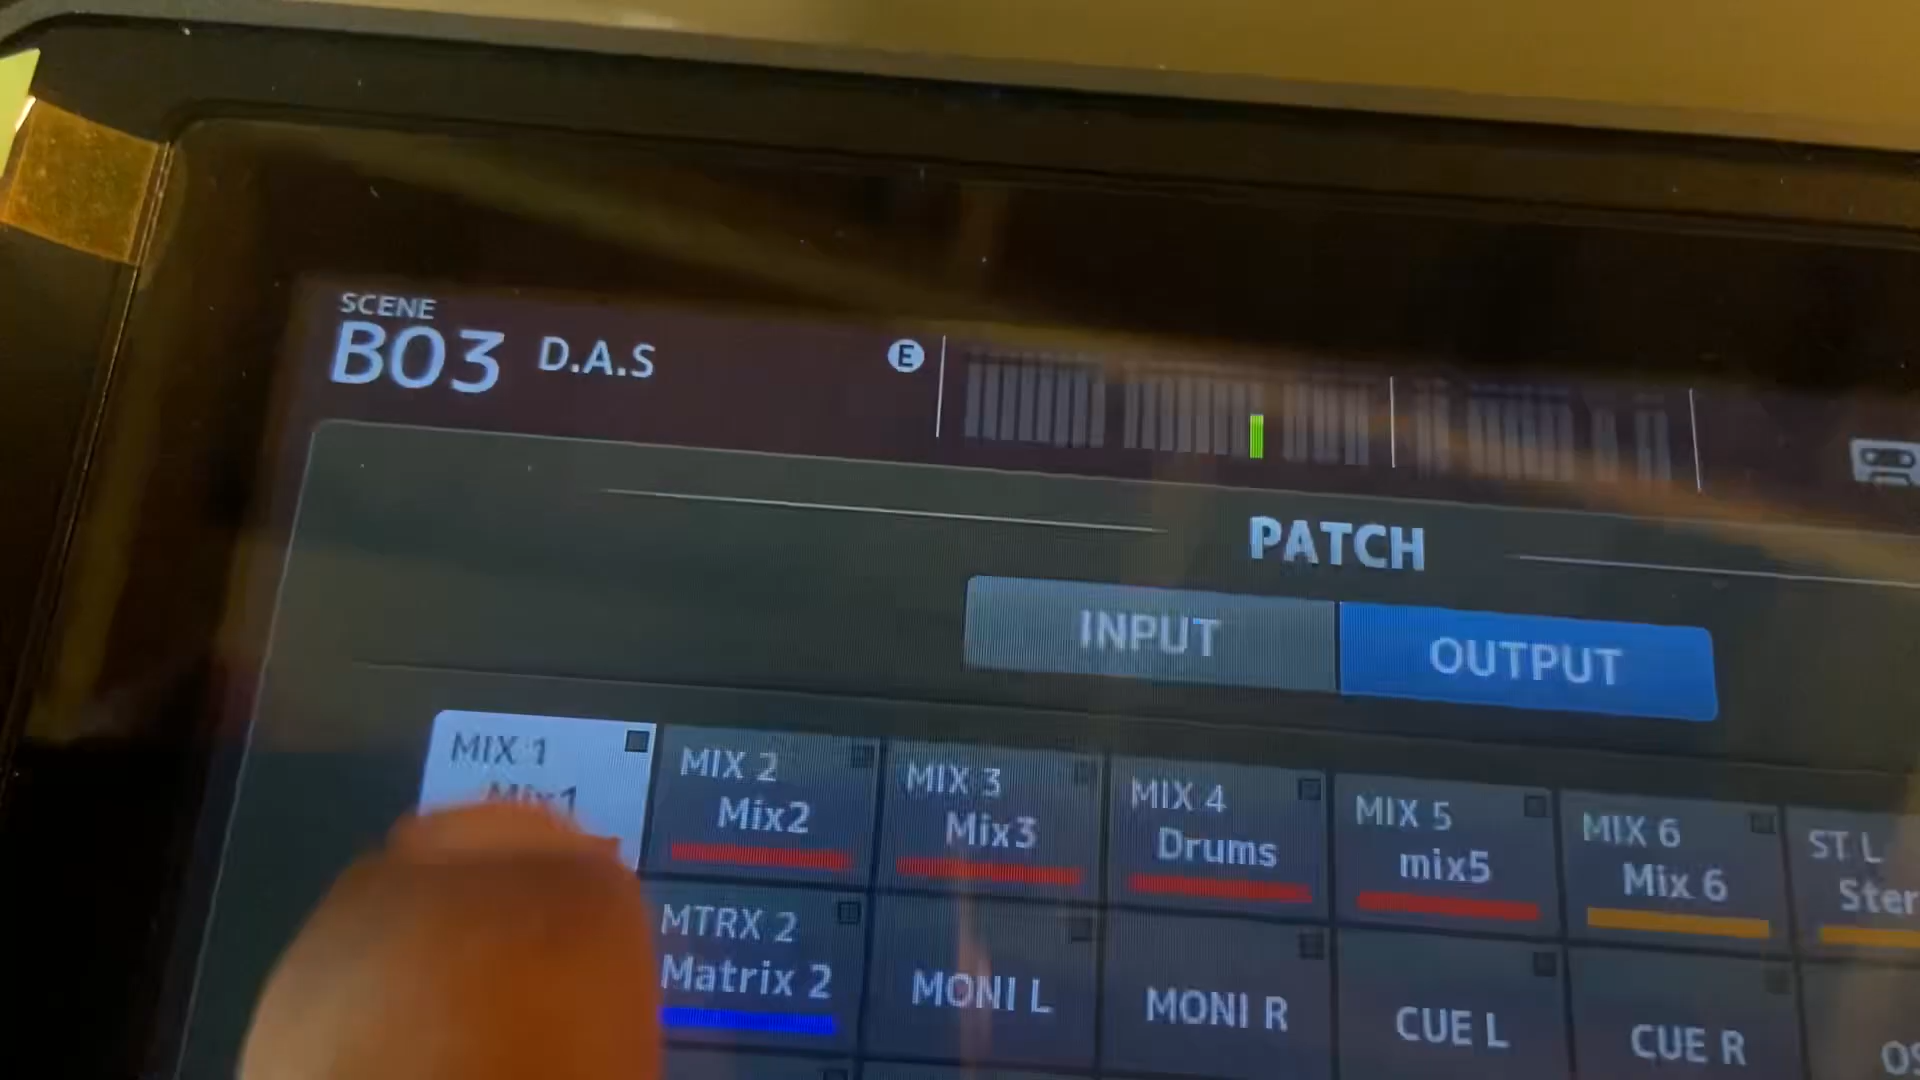 SCENE
B03 D.A.S E
PATCH
INPUT OUTPUT
MIX 1 MIX 2 MIX 3 MIX 4 MIX 5 MIX 6 ST L
Mix1 Mix2 Mix3 Drums mix5 Mix 6
MTRX 2
Matrix 2 MONI L MONI R CUE L CUE R